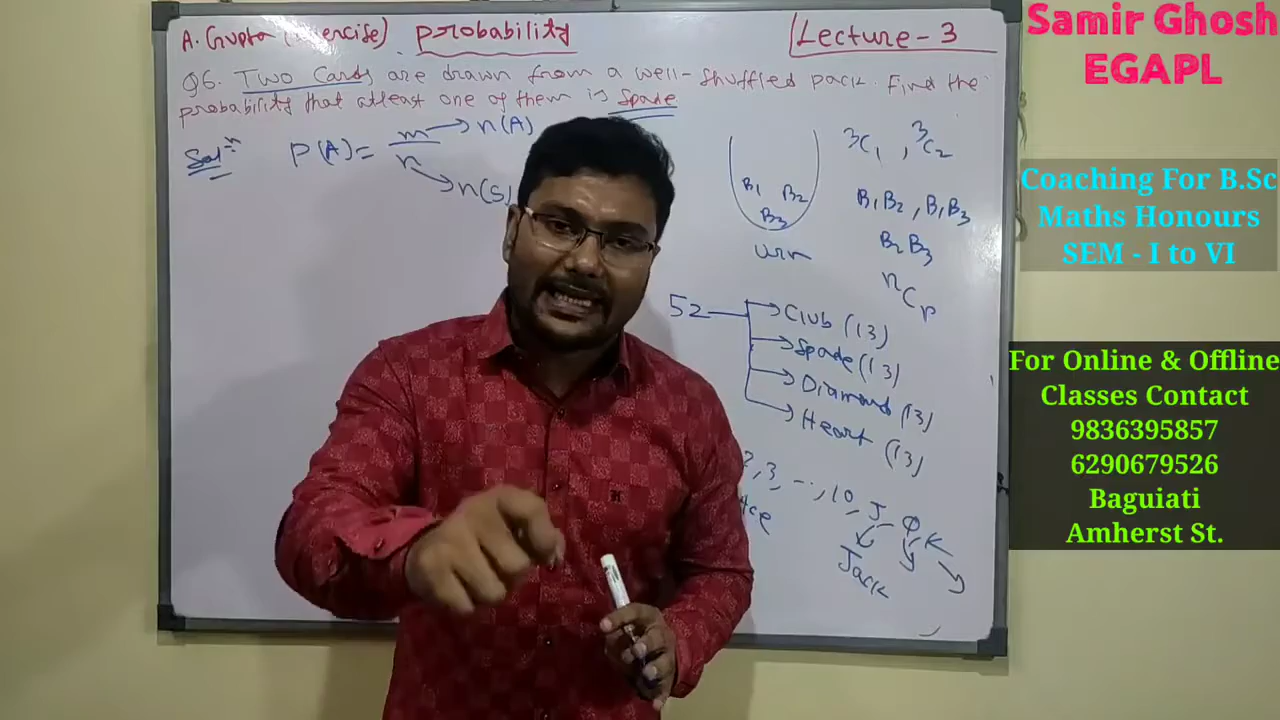 A. Gupta (Exercise) probability
Lecture-3
Samir Ghosh
EGAPL
Q6. Two Cards are drawn from a well-shuffled pack. Find the
probability that atleast one of them is Spade
Solⁿ P(A) = m/n
n(A)
n(S)
³C₁ , ³C₂
B₁ B₂
B₃
Urn
B₁B₂ , B₁B₃
B₂B₃
ⁿCᵣ
52
Club (13)
Spade (13)
Diamond (13)
Heart (13)
2, 3, ..., 10, J Q K
Ace
Jack
Coaching For B.Sc
Maths Honours
SEM - I to VI
For Online & Offline
Classes Contact
9836395857
6290679526
Baguiati
Amherst St.